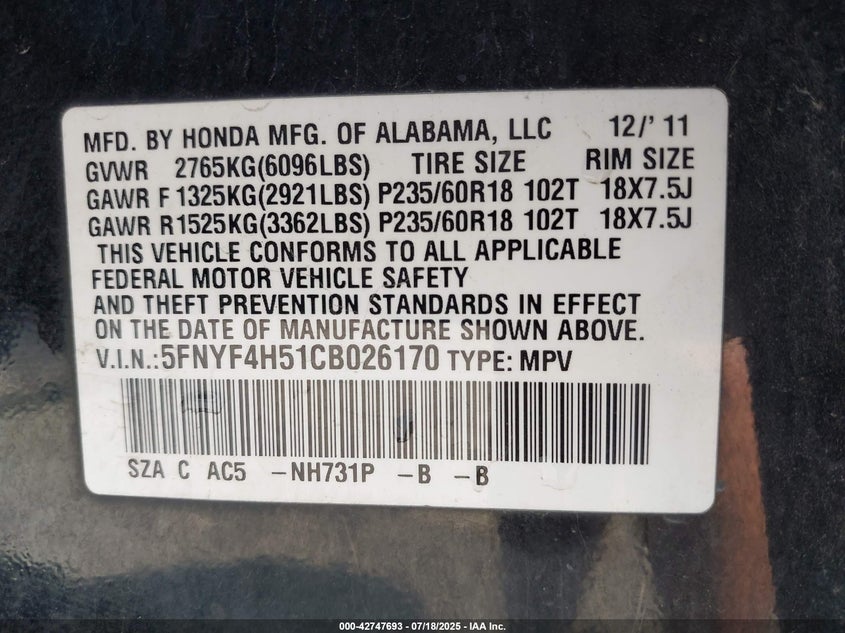 MFD. BY HONDA MFG. OF ALABAMA, LLC 12/' 11
GVWR 2765KG(6096LBS) TIRE SIZE RIM SIZE
GAWR F 1325KG(2921LBS) P235/60R18 102T 18X7.5J
GAWR R1525KG(3362LBS) P235/60R18 102T 18X7.5J
THIS VEHICLE CONFORMS TO ALL APPLICABLE
FEDERAL MOTOR VEHICLE SAFETY
AND THEFT PREVENTION STANDARDS IN EFFECT
ON THE DATE OF MANUFACTURE SHOWN ABOVE.
V.I.N.:5FNYF4H51CB026170 TYPE: MPV
SZA C AC5 -NH731P -B -B
000-42747693 - 07/18/2025 - IAA Inc.